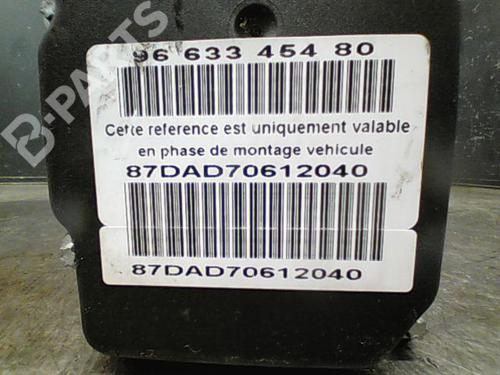 96 633 454 80
Cette reference est uniquement valable
en phase de montage vehicule
87DAD70612040
87DAD70612040
B-PARTS